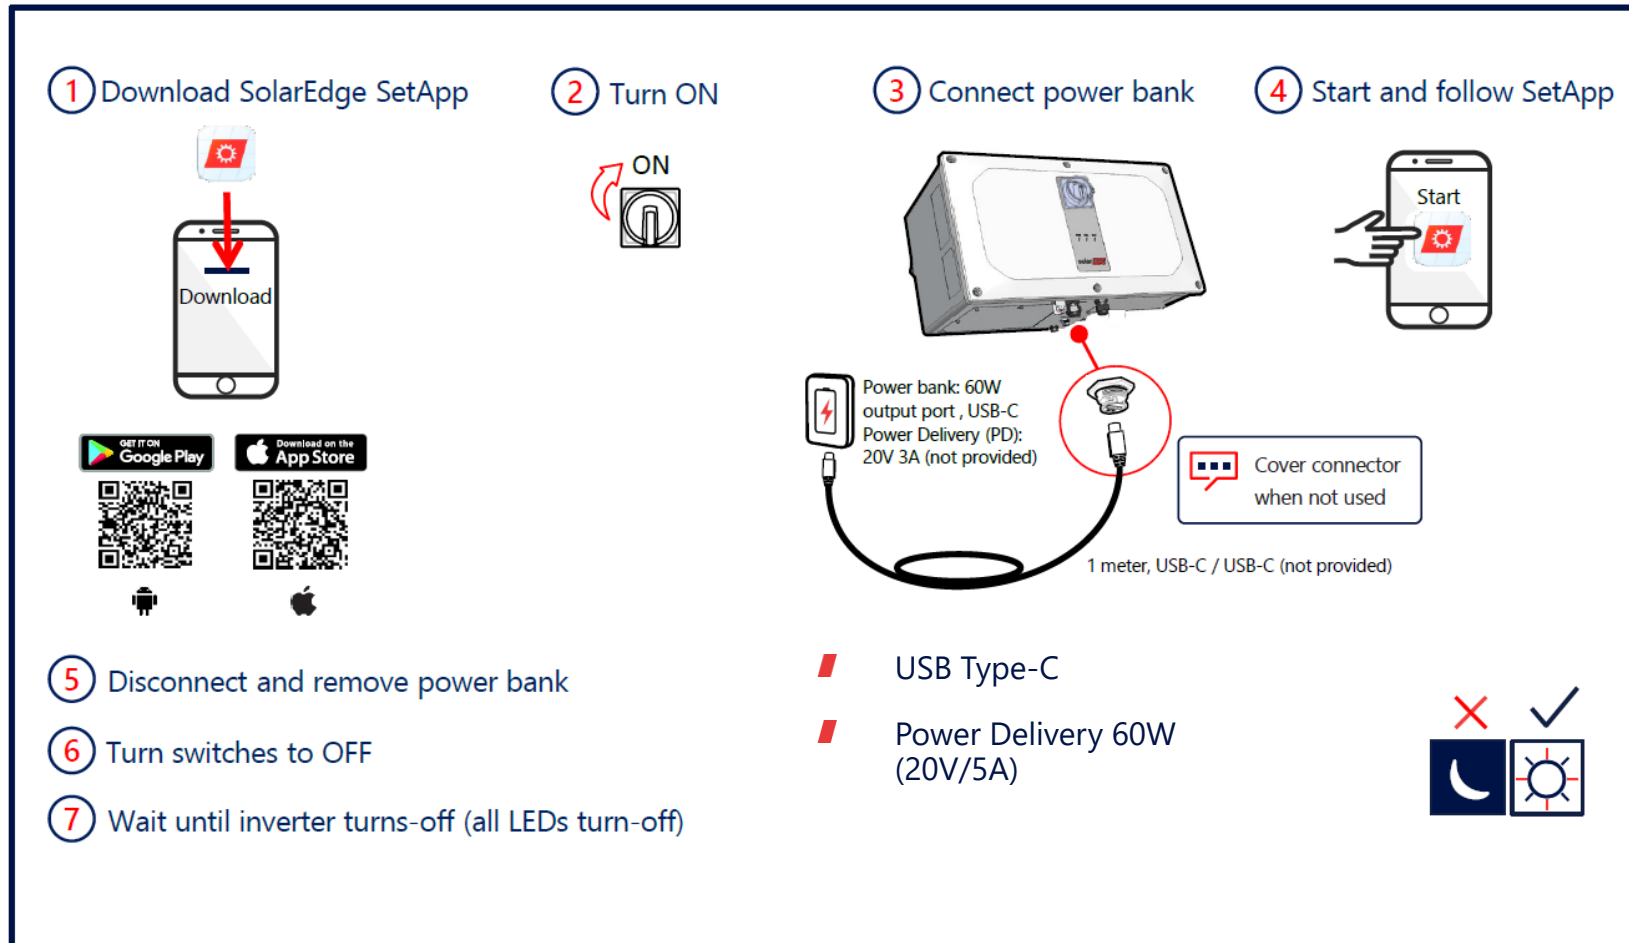 1 Download SolarEdge SetApp
Download
GET IT ON
Google Play
Download on the
App Store
2 Turn ON
ON
3 Connect power bank
solaredge
Power bank: 60W
output port , USB-C
Power Delivery (PD):
20V 3A (not provided)
Cover connector
when not used
1 meter, USB-C / USB-C (not provided)
4 Start and follow SetApp
Start
5 Disconnect and remove power bank
6 Turn switches to OFF
7 Wait until inverter turns-off (all LEDs turn-off)
USB Type-C
Power Delivery 60W
(20V/5A)